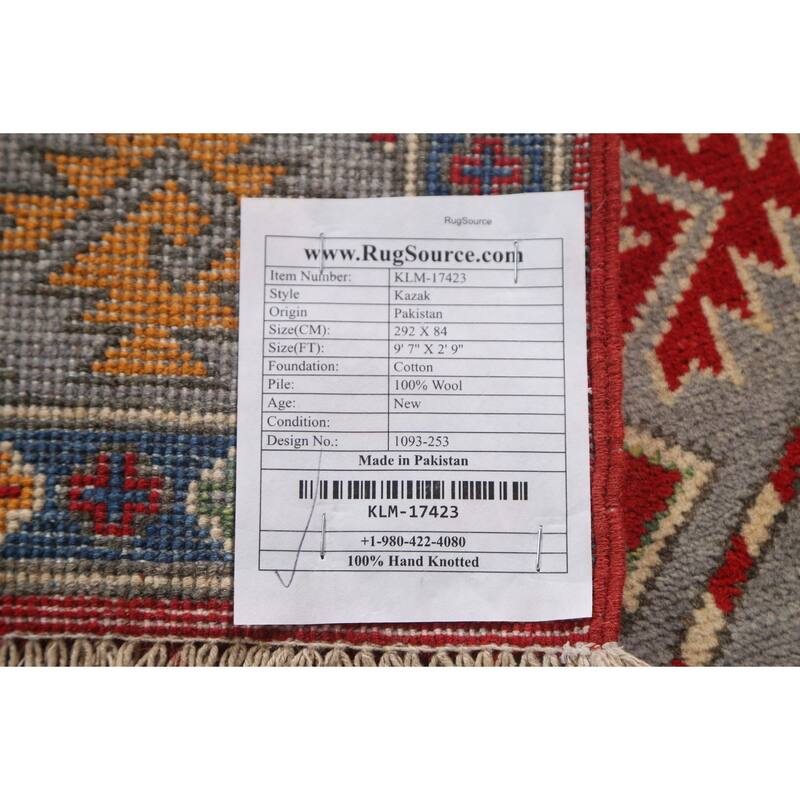 RugSource
www.RugSource.com
Item Number: KLM-17423
Style Kazak
Origin Pakistan
Size(CM): 292 X 84
Size(FT): 9' 7" X 2' 9"
Foundation: Cotton
Pile: 100% Wool
Age: New
Condition:
Design No.: 1093-253
Made in Pakistan
KLM-17423
+1-980-422-4080
100% Hand Knotted